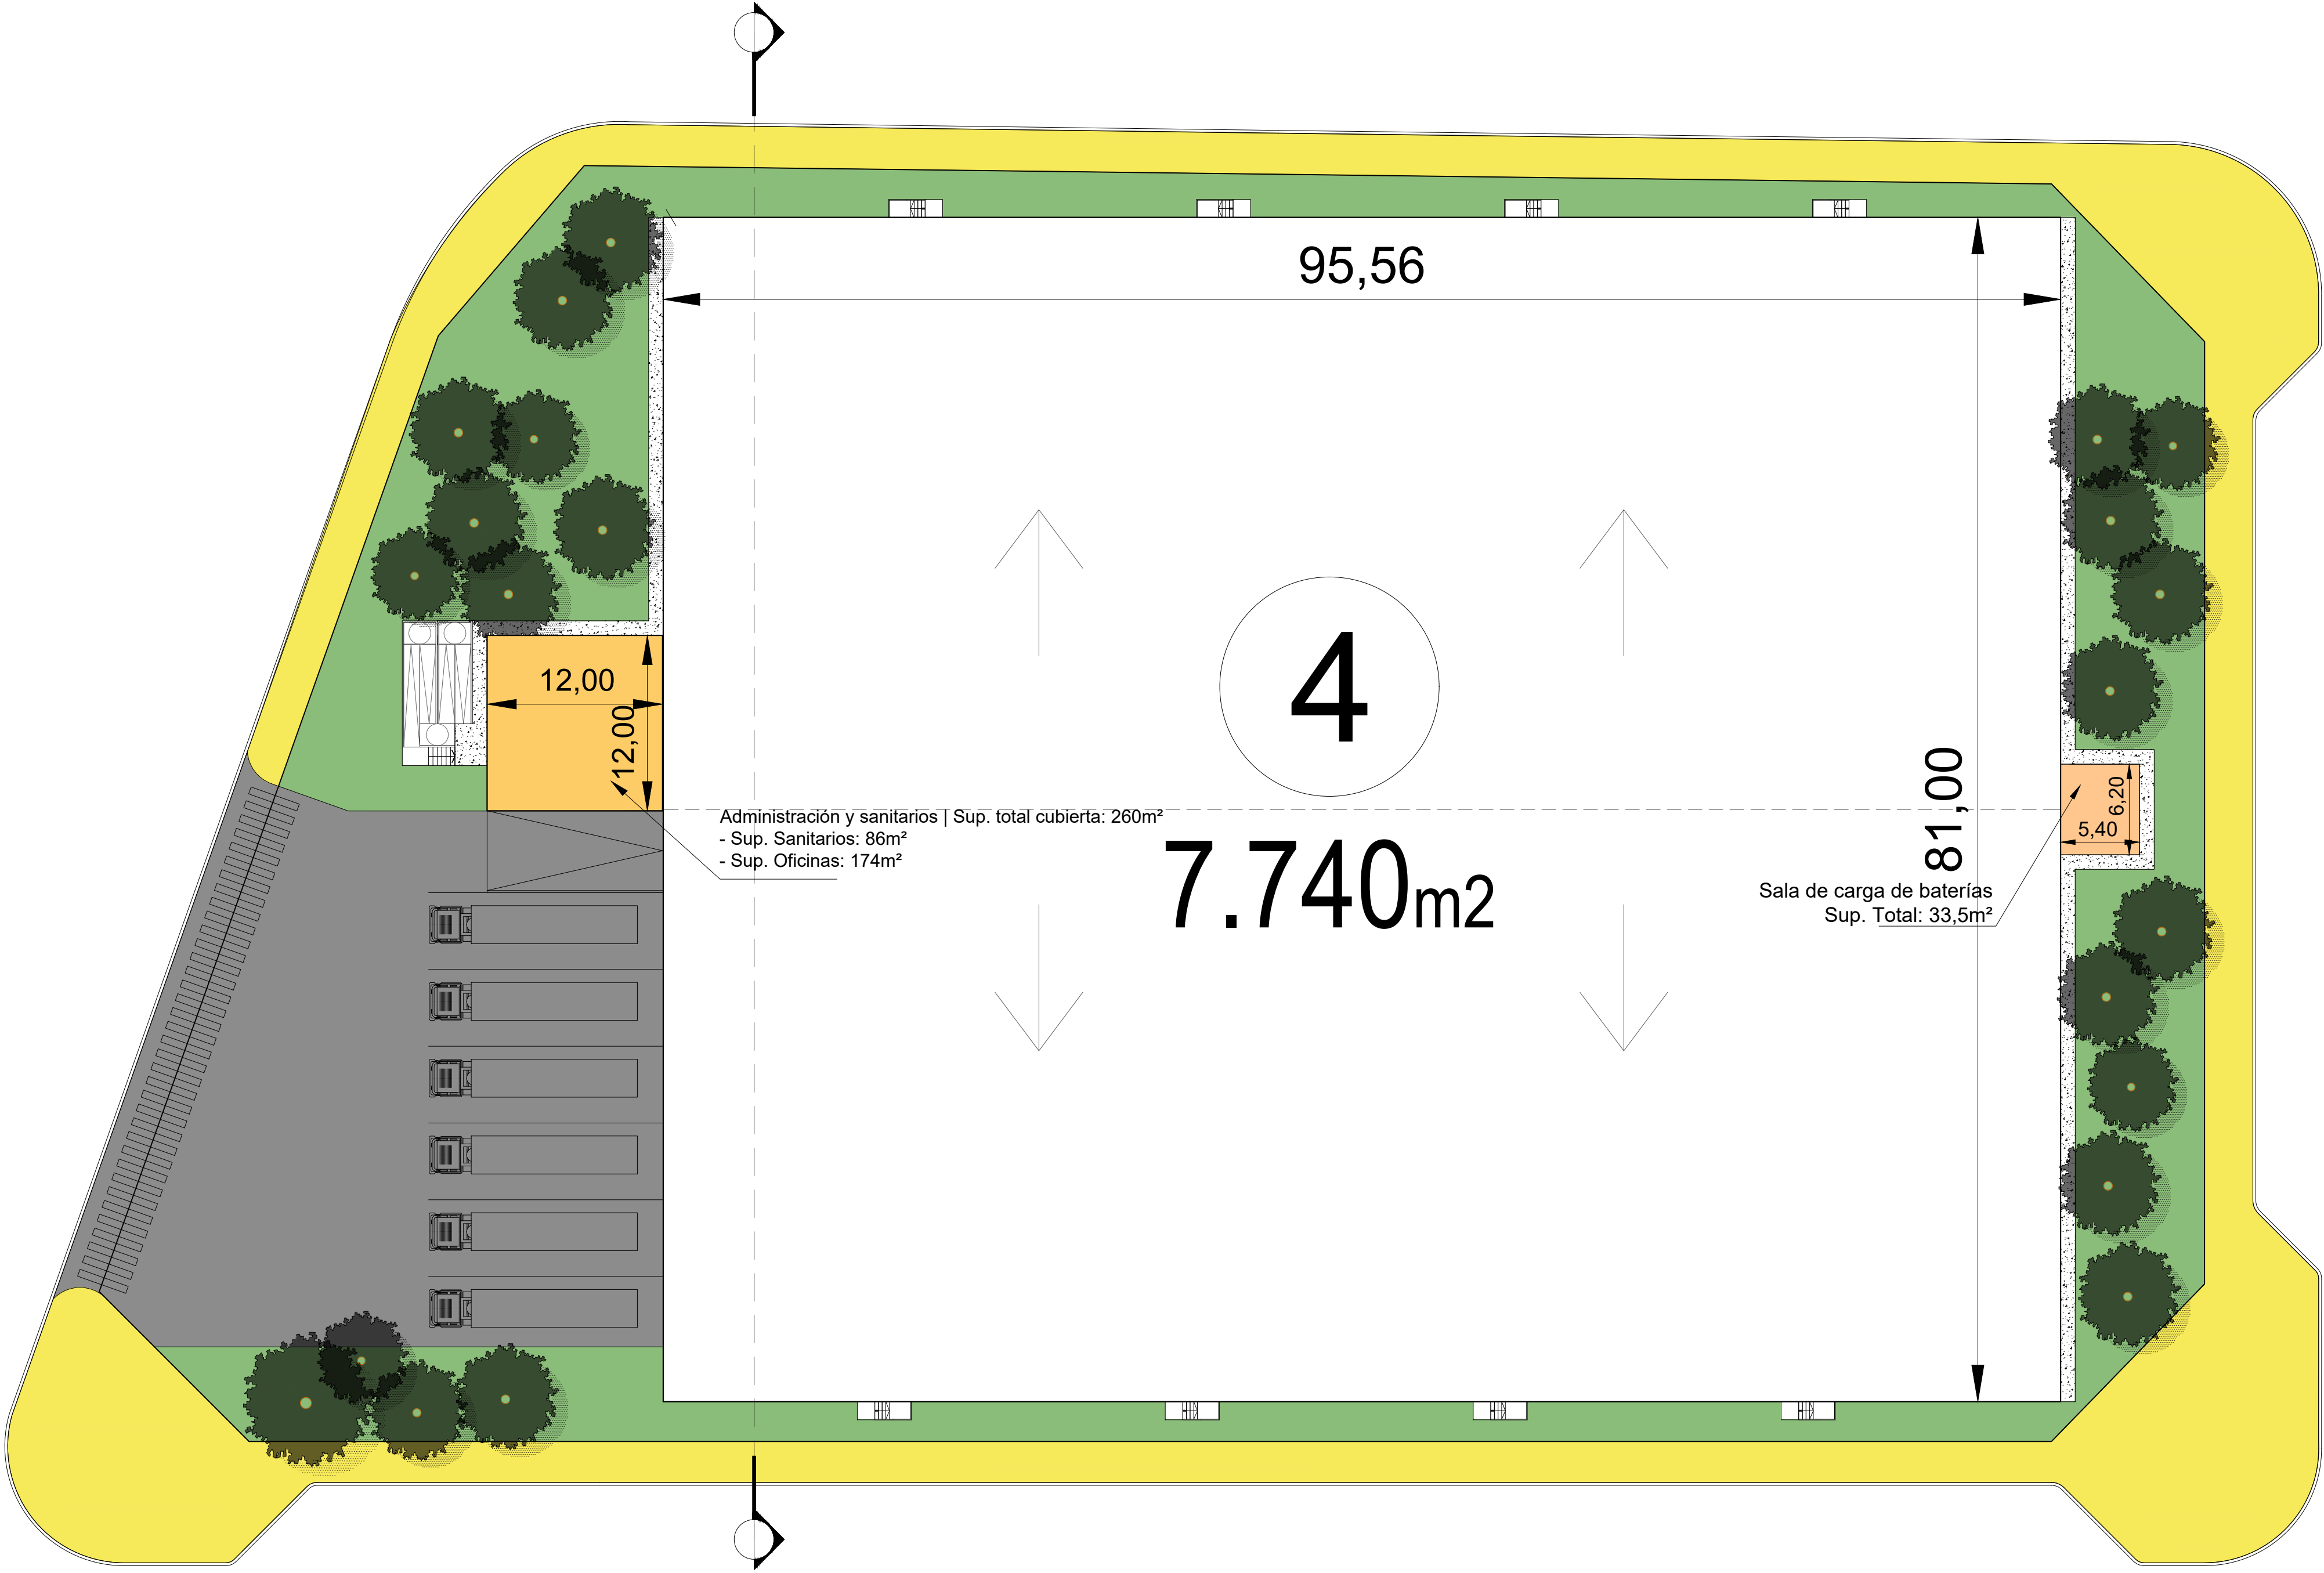 95,56
4
12,00
12,00
81,00
6,20
5,40
Administración y sanitarios | Sup. total cubierta: 260m²
- Sup. Sanitarios: 86m²
- Sup. Oficinas: 174m²
7.740m2
Sala de carga de baterías
Sup. Total: 33,5m²